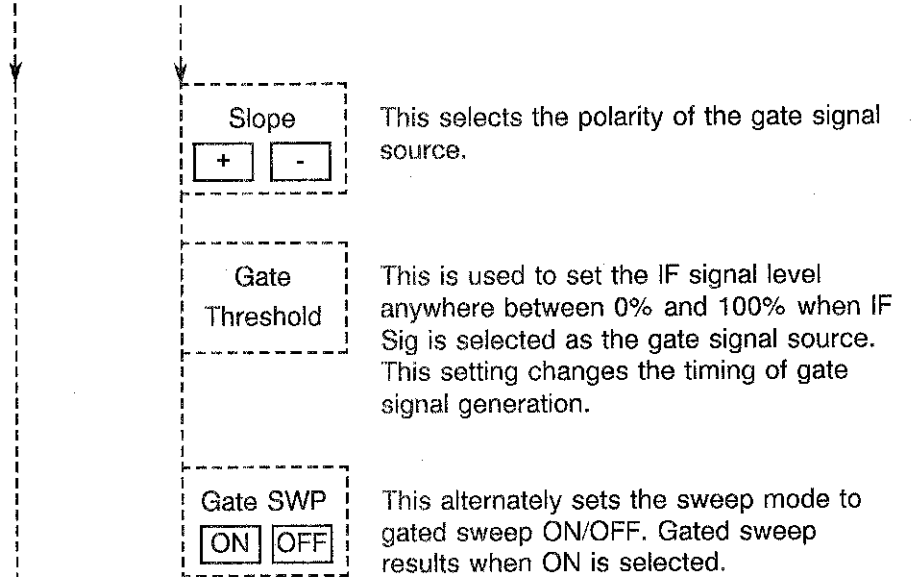 Slope
+ -
This selects the polarity of the gate signal
source.
Gate
Threshold
This is used to set the IF signal level
anywhere between 0% and 100% when IF
Sig is selected as the gate signal source.
This setting changes the timing of gate
signal generation.
Gate SWP
ON OFF
This alternately sets the sweep mode to
gated sweep ON/OFF. Gated sweep
results when ON is selected.